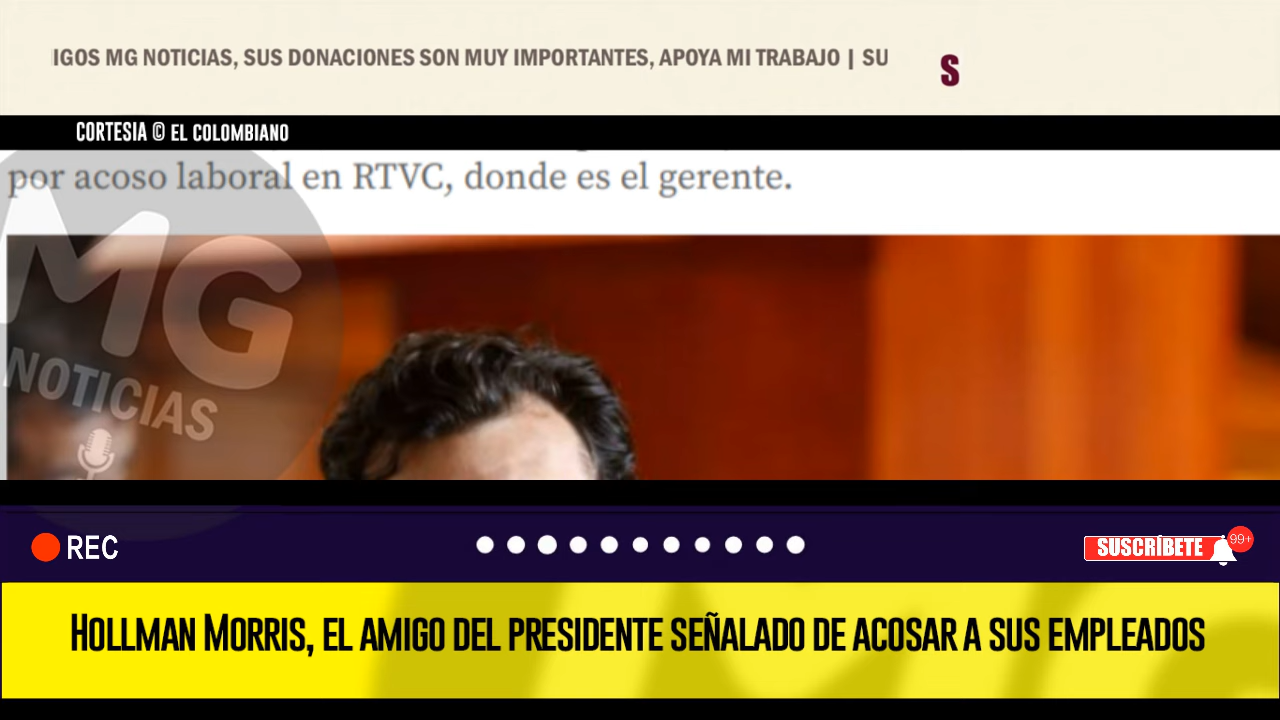 IGOS MG NOTICIAS, SUS DONACIONES SON MUY IMPORTANTES, APOYA MI TRABAJO | SU
S
CORTESIA © EL COLOMBIANO
por acoso laboral en RTVC, donde es el gerente.
MG
NOTICIAS
REC
SUSCRÍBETE
99+
HOLLMAN MORRIS, EL AMIGO DEL PRESIDENTE SEÑALADO DE ACOSAR A SUS EMPLEADOS